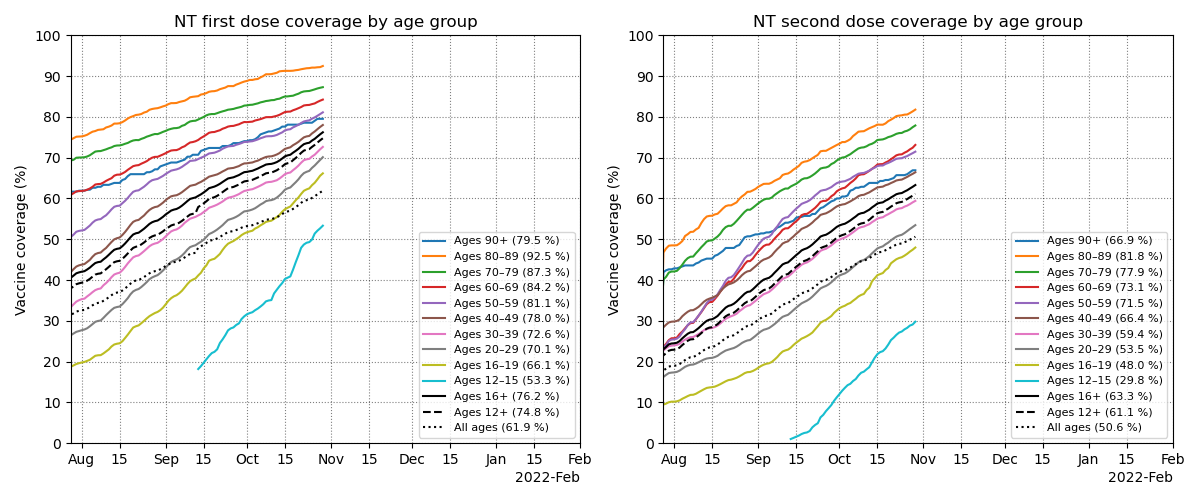 NT first dose coverage by age group
Vaccine coverage (%)
100
90
80
70
60
50
40
30
20
10
0
Ages 90+ (79.5 %)
Ages 80–89 (92.5 %)
Ages 70–79 (87.3 %)
Ages 60–69 (84.2 %)
Ages 50–59 (81.1 %)
Ages 40–49 (78.0 %)
Ages 30–39 (72.6 %)
Ages 20–29 (70.1 %)
Ages 16–19 (66.1 %)
Ages 12–15 (53.3 %)
Ages 16+ (76.2 %)
Ages 12+ (74.8 %)
All ages (61.9 %)
Aug 15 Sep 15 Oct 15 Nov 15 Dec 15 Jan 15 Feb
2022-Feb
NT second dose coverage by age group
Vaccine coverage (%)
100
90
80
70
60
50
40
30
20
10
0
Ages 90+ (66.9 %)
Ages 80–89 (81.8 %)
Ages 70–79 (77.9 %)
Ages 60–69 (73.1 %)
Ages 50–59 (71.5 %)
Ages 40–49 (66.4 %)
Ages 30–39 (59.4 %)
Ages 20–29 (53.5 %)
Ages 16–19 (48.0 %)
Ages 12–15 (29.8 %)
Ages 16+ (63.3 %)
Ages 12+ (61.1 %)
All ages (50.6 %)
Aug 15 Sep 15 Oct 15 Nov 15 Dec 15 Jan 15 Feb
2022-Feb